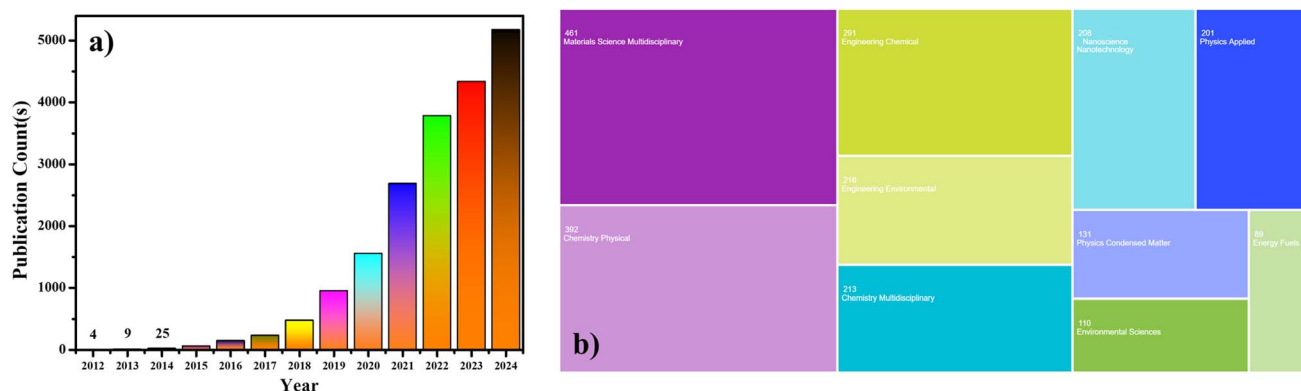 a)
Publication Count(s)
5000
4000
3000
2000
1000
0
4
9
25
2012 2013 2014 2015 2016 2017 2018 2019 2020 2021 2022 2023 2024
Year
461
Materials Science Multidisciplinary
392
Chemistry Physical
b)
291
Engineering Chemical
216
Engineering Environmental
213
Chemistry Multidisciplinary
208
Nanoscience
Nanotechnology
201
Physics Applied
131
Physics Condensed Matter
110
Environmental Sciences
89
Energy Fuels